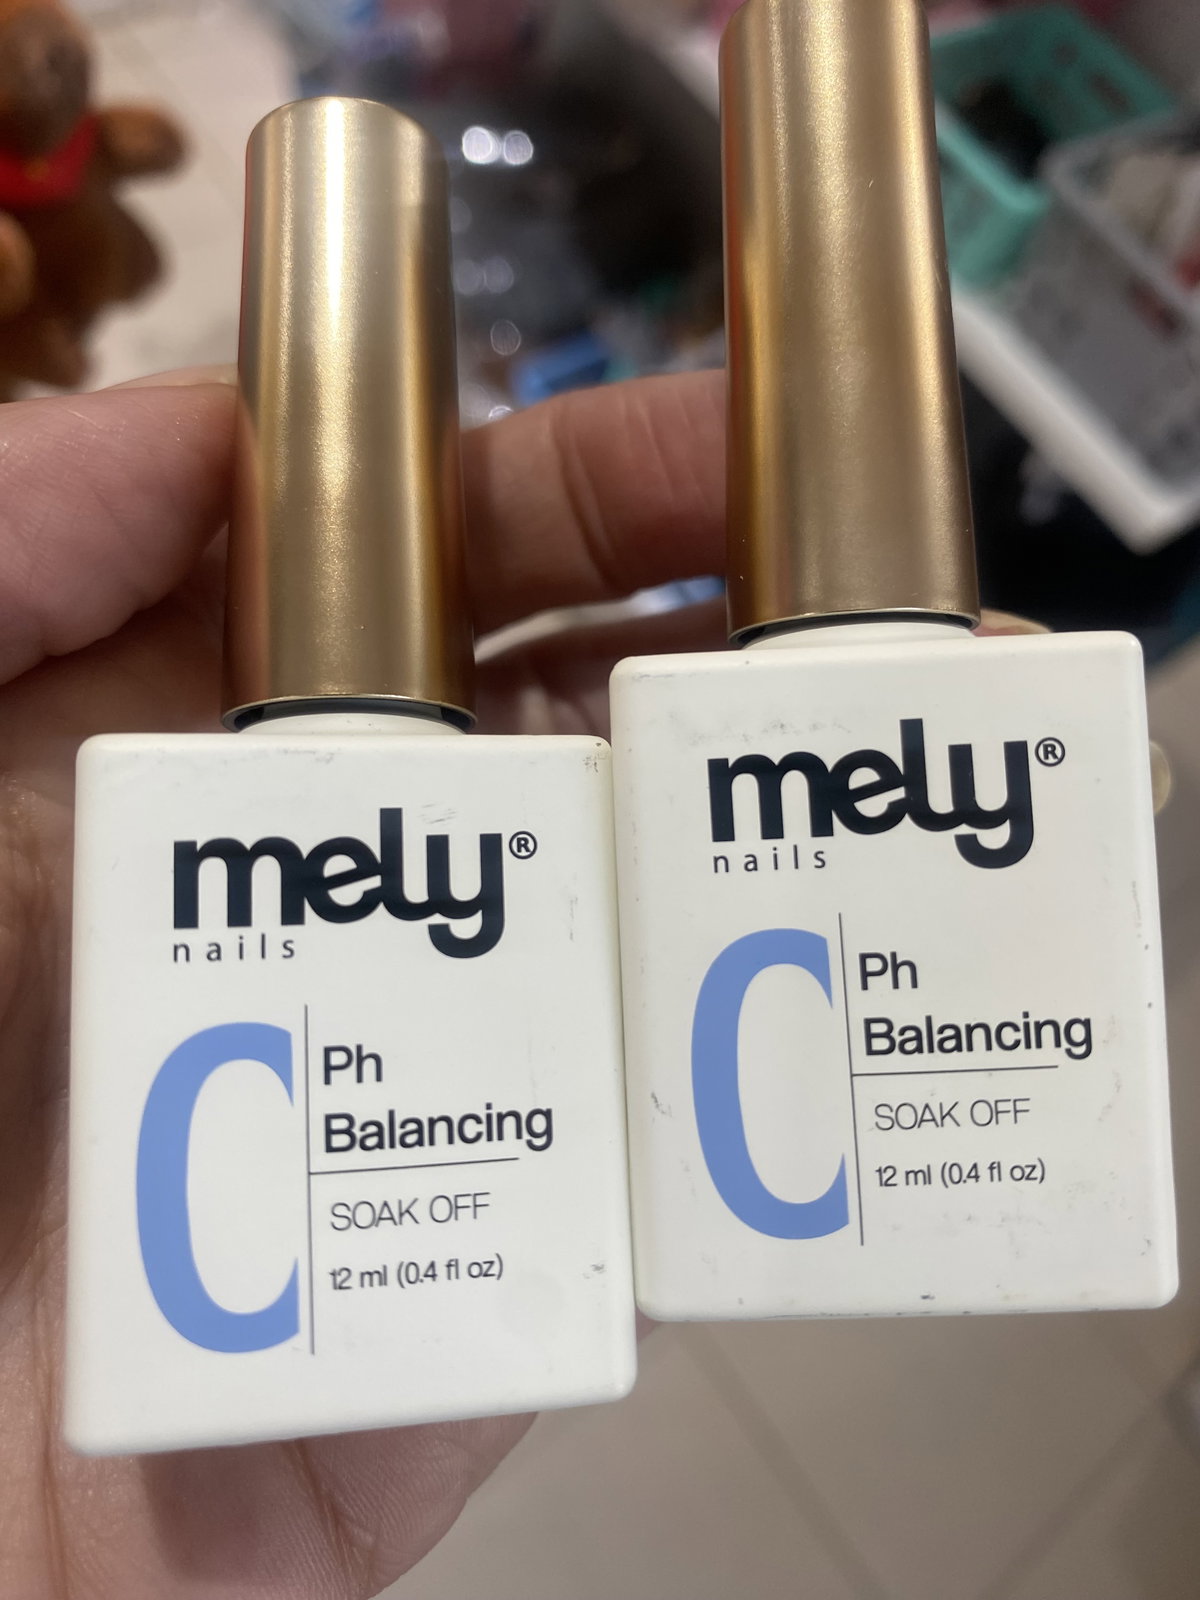 mely®
nails
C
Ph
Balancing
SOAK OFF
12 ml (0.4 fl oz)
mely®
nails
C
Ph
Balancing
SOAK OFF
12 ml (0.4 fl oz)